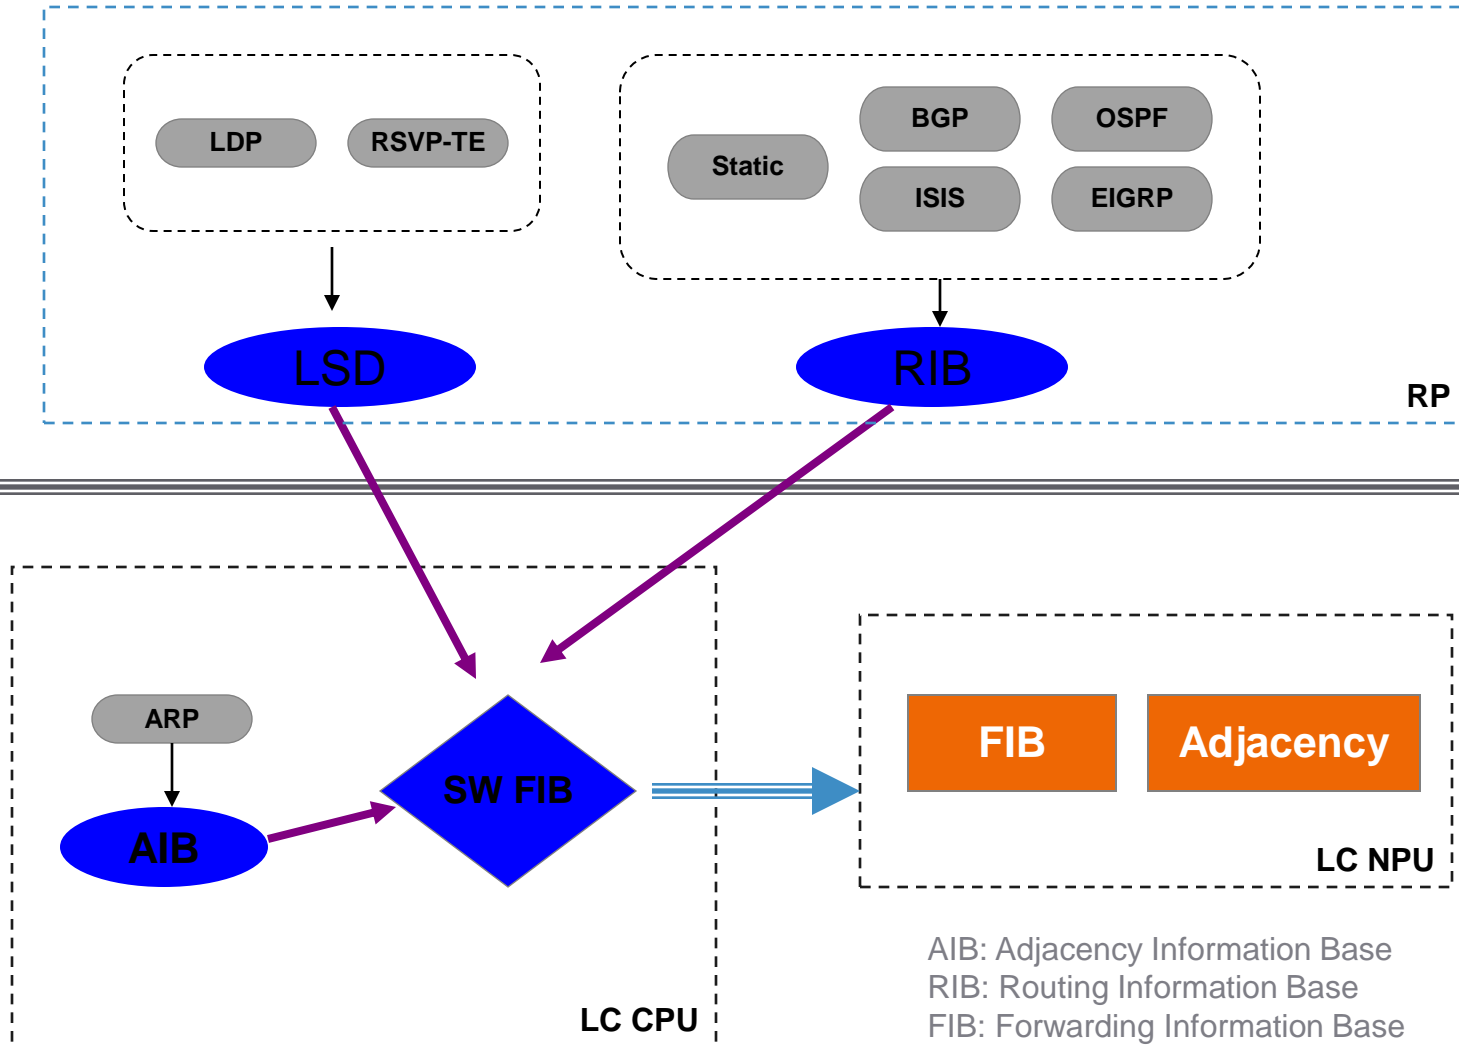 LDP
RSVP-TE
Static
BGP
OSPF
ISIS
EIGRP
LSD
RIB
RP
ARP
AIB
SW FIB
FIB
Adjacency
LC NPU
LC CPU
AIB: Adjacency Information Base
RIB: Routing Information Base
FIB: Forwarding Information Base